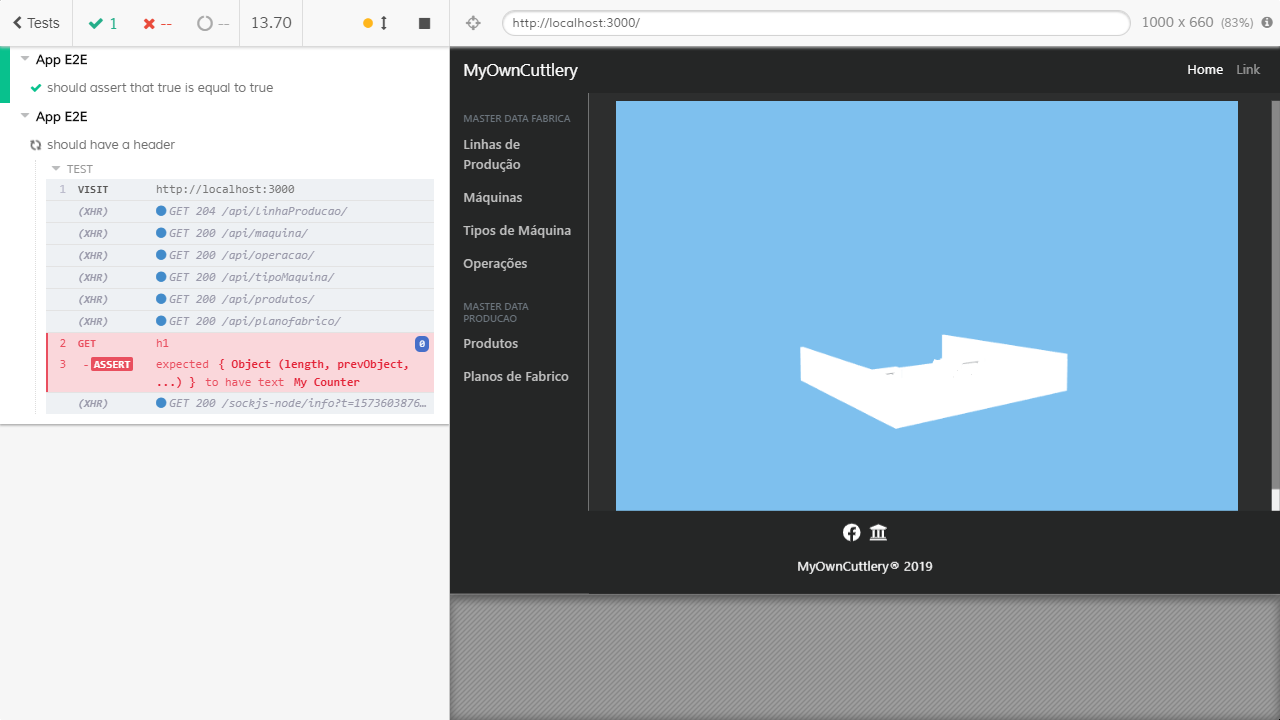 Tests 1 -- -- 13.70
http://localhost:3000/ 1000 x 660 (83%)
App E2E
should assert that true is equal to true
App E2E
should have a header
TEST
1 VISIT http://localhost:3000
(XHR) GET 204 /api/linhaProducao/
(XHR) GET 200 /api/maquina/
(XHR) GET 200 /api/operacao/
(XHR) GET 200 /api/tipoMaquina/
(XHR) GET 200 /api/produtos/
(XHR) GET 200 /api/planofabrico/
2 GET h1 0
3 -ASSERT expected { Object (length, prevObject,
...) } to have text My Counter
(XHR) GET 200 /sockjs-node/info?t=1573603876...
MyOwnCuttlery Home Link
MASTER DATA FABRICA
Linhas de
Produção
Máquinas
Tipos de Máquina
Operações
MASTER DATA
PRODUCAO
Produtos
Planos de Fabrico
MyOwnCuttlery® 2019